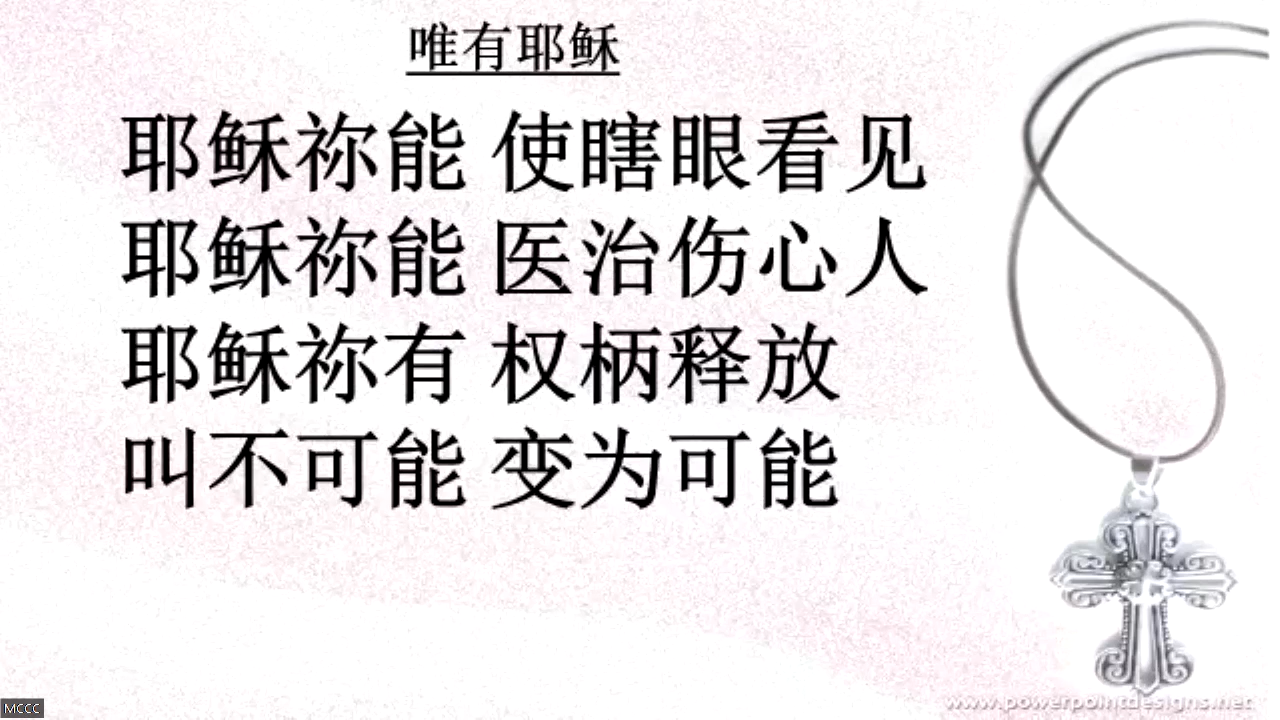 唯有耶稣
耶稣祢能 使瞎眼看见
耶稣祢能 医治伤心人
耶稣祢有 权柄释放
叫不可能 变为可能
www.powerpointdesigns.net
MCCC